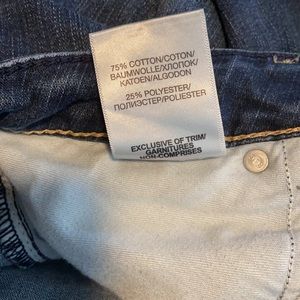 75% COTTON/COTON/
BAUMWOLLE/ХЛОПОК/
KATOEN/ALGODON
25% POLYESTER/
ПОЛИЭСТЕР/POLIESTER
EXCLUSIVE OF TRIM/
GARNITURES
NON-COMPRISES